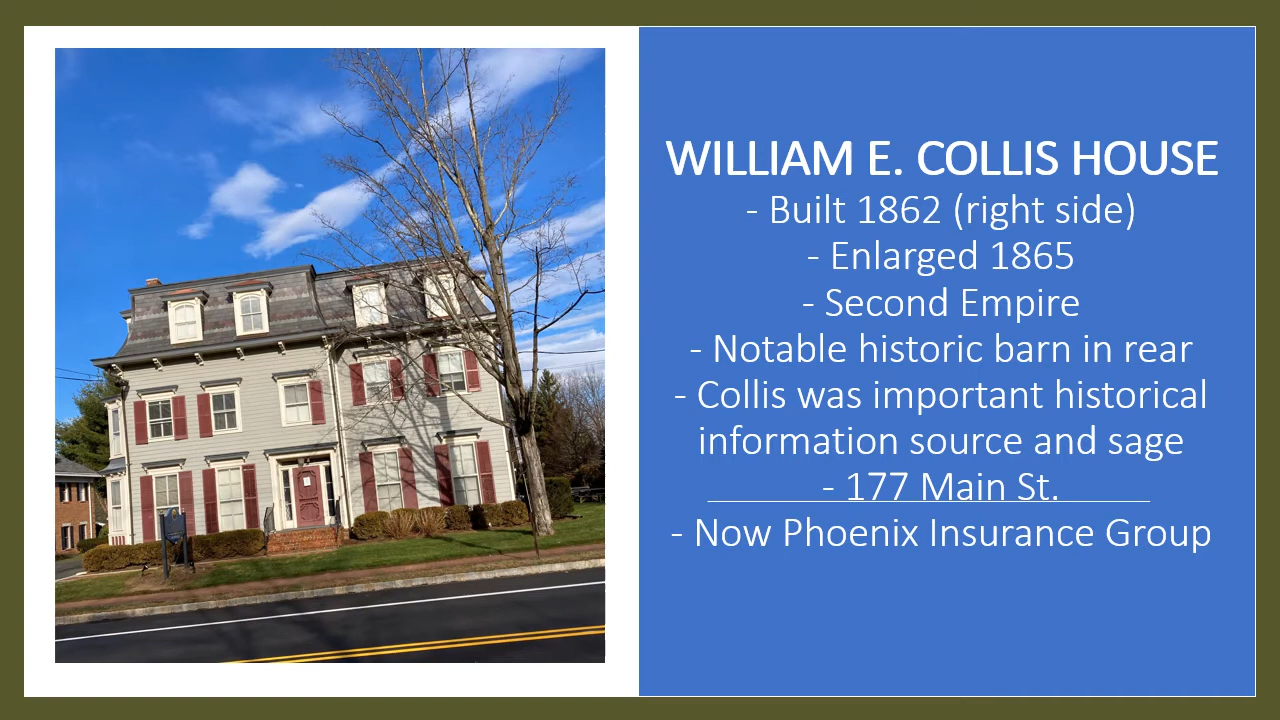 WILLIAM E. COLLIS HOUSE
- Built 1862 (right side)
- Enlarged 1865
- Second Empire
- Notable historic barn in rear
- Collis was important historical
information source and sage
- 177 Main St.
- Now Phoenix Insurance Group